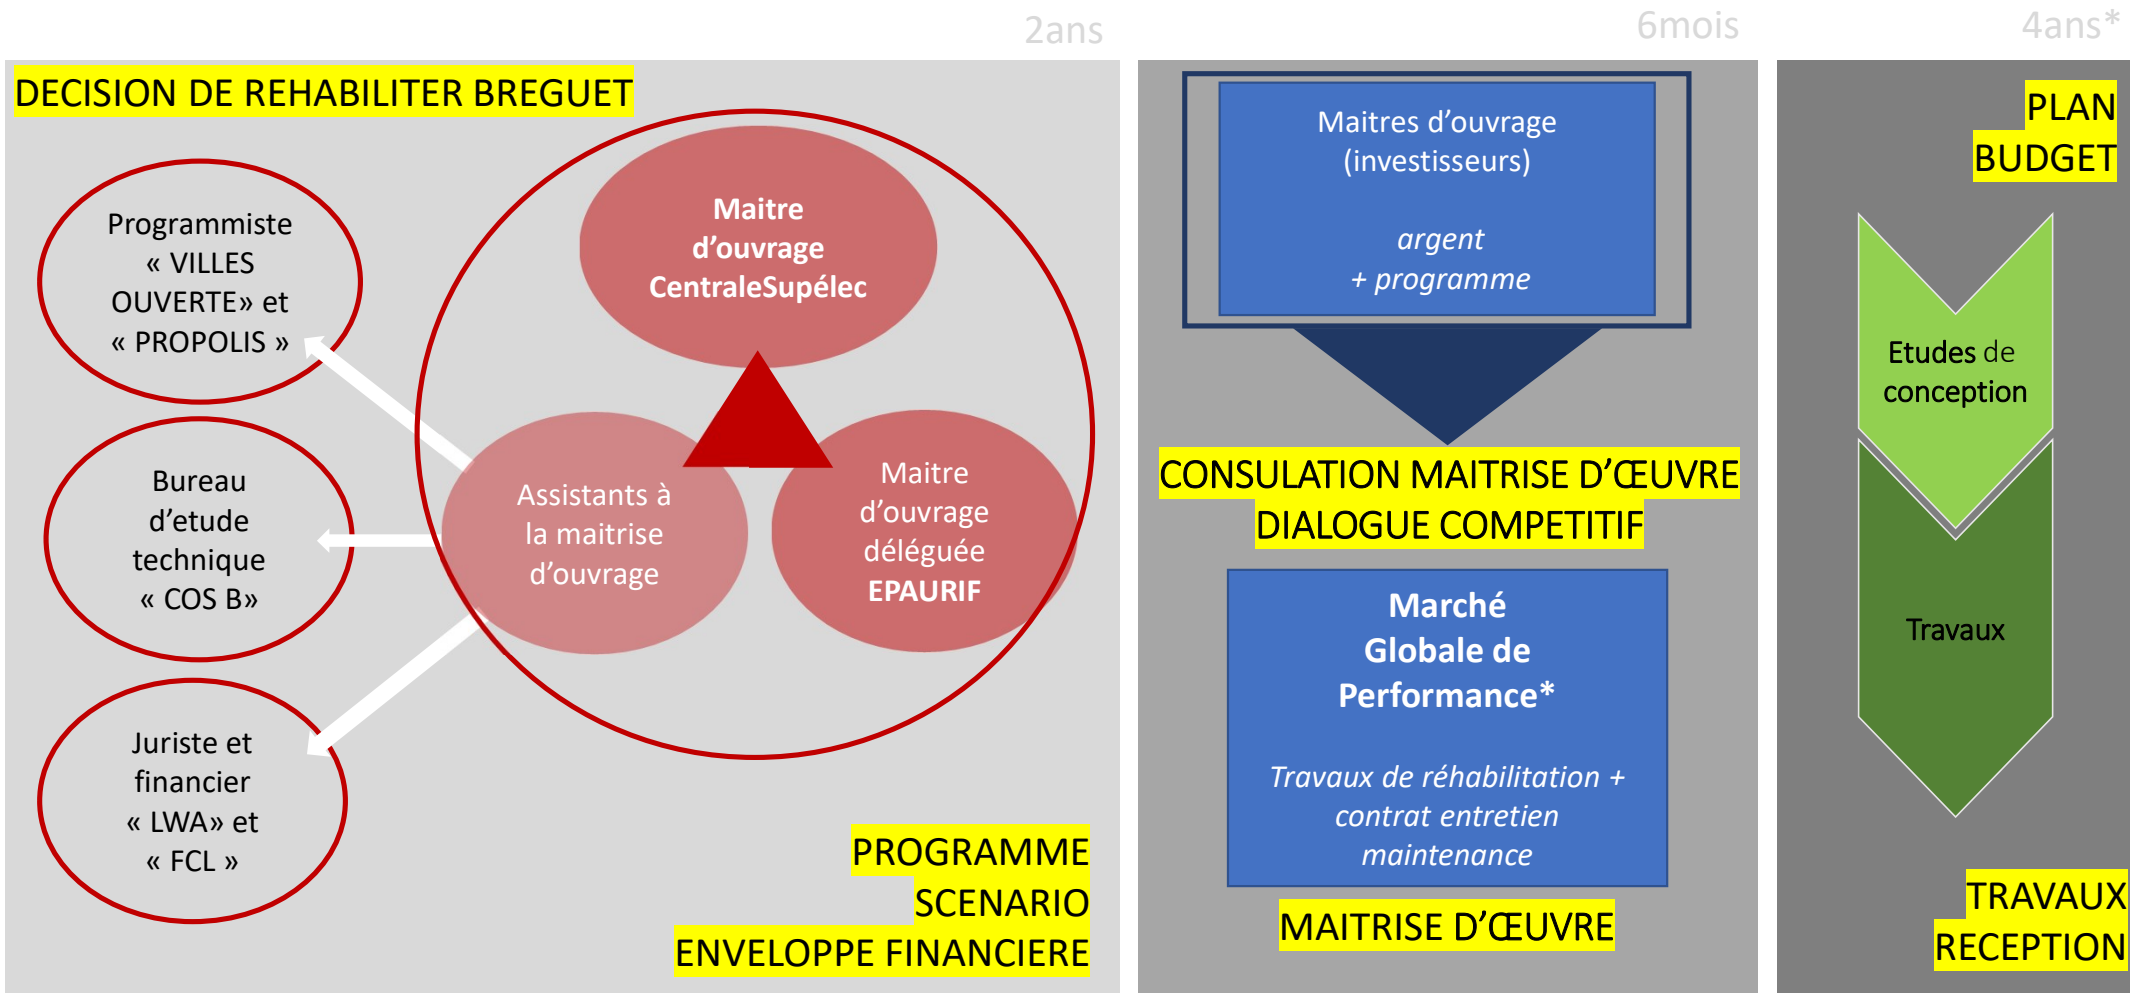 2ans
DECISION DE REHABILITER BREGUET
Programmiste
« VILLES
OUVERTE» et
« PROPOLIS »
Bureau
d'etude
technique
« COS B»
Juriste et
financier
« LWA» et
« FCL »
Maitre
d'ouvrage
CentraleSupélec
Assistants à
la maitrise
d'ouvrage
Maitre
d'ouvrage
déléguée
EPAURIF
PROGRAMME
SCENARIO
ENVELOPPE FINANCIERE
6mois
Maitres d'ouvrage
(investisseurs)
argent
+ programme
CONSULATION MAITRISE D'ŒUVRE
DIALOGUE COMPETITIF
Marché
Globale de
Performance*
Travaux de réhabilitation +
contrat entretien
maintenance
MAITRISE D'ŒUVRE
4ans*
PLAN
BUDGET
Etudes de
conception
Travaux
TRAVAUX
RECEPTION